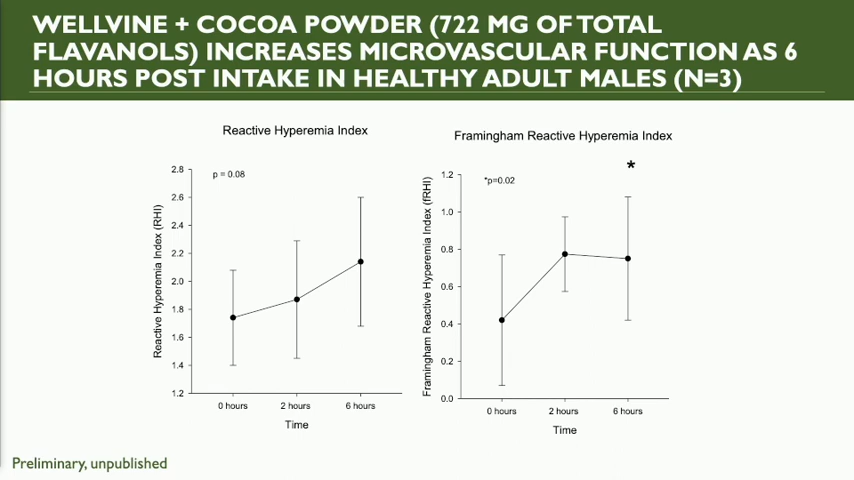 WELLVINE + COCOA POWDER (722 MG OF TOTAL
FLAVANOLS) INCREASES MICROVASCULAR FUNCTION AS 6
HOURS POST INTAKE IN HEALTHY ADULT MALES (N=3)
Reactive Hyperemia Index
p = 0.08
Reactive Hyperemia Index (RHI)
2.8
2.6
2.4
2.2
2.0
1.8
1.6
1.4
1.2
0 hours
2 hours
6 hours
Time
Framingham Reactive Hyperemia Index
*
*p=0.02
Framingham Reactive Hyperemia Index (fRHI)
1.2
1.0
0.8
0.6
0.4
0.2
0.0
0 hours
2 hours
6 hours
Time
Preliminary, unpublished